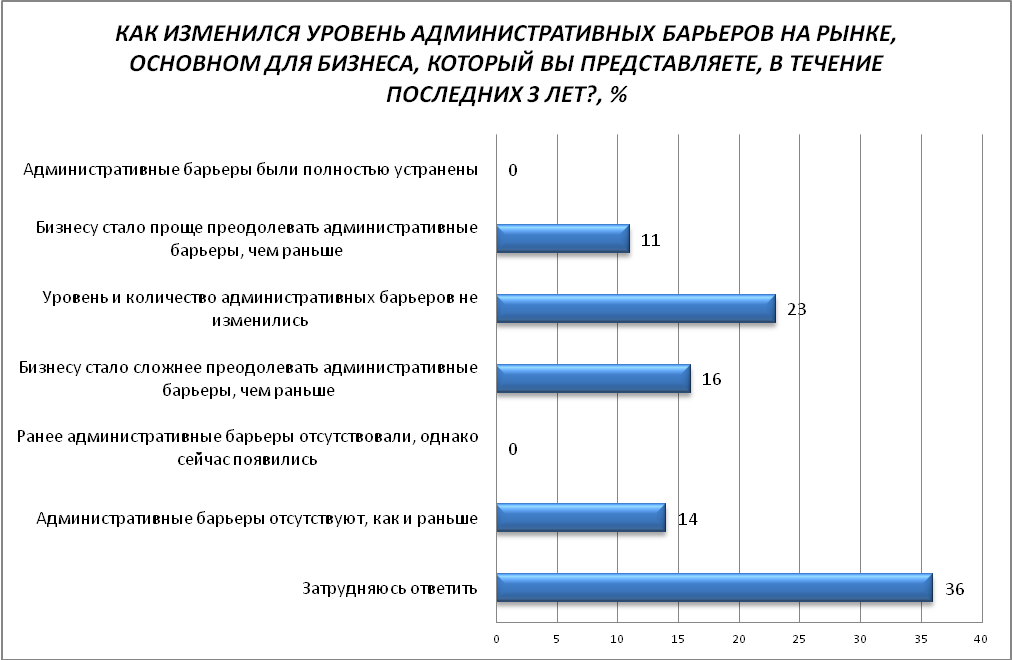 КАК ИЗМЕНИЛСЯ УРОВЕНЬ АДМИНИСТРАТИВНЫХ БАРЬЕРОВ НА РЫНКЕ,
ОСНОВНОМ ДЛЯ БИЗНЕСА, КОТОРЫЙ ВЫ ПРЕДСТАВЛЯЕТЕ, В ТЕЧЕНИЕ
ПОСЛЕДНИХ 3 ЛЕТ?, %
Административные барьеры были полностью устранены
0
Бизнесу стало проще преодолевать административные
барьеры, чем раньше
11
Уровень и количество административных барьеров не
изменились
23
Бизнесу стало сложнее преодолевать административные
барьеры, чем раньше
16
Ранее административные барьеры отсутствовали, однако
сейчас появились
0
Административные барьеры отсутствуют, как и раньше
14
Затрудняюсь ответить
36
0 5 10 15 20 25 30 35 40